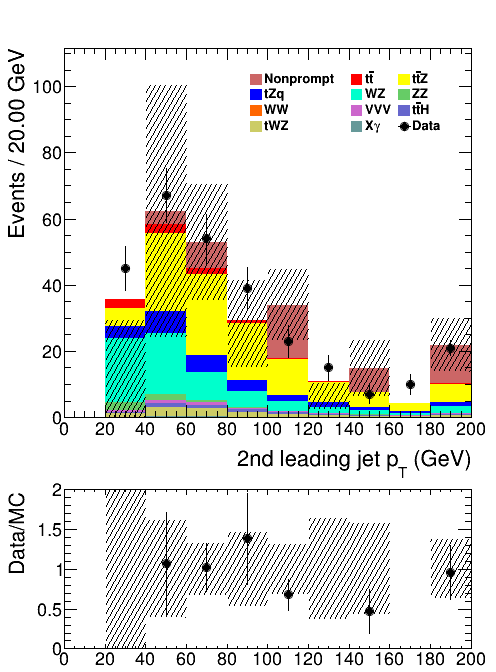 Events / 20.00 GeV
100
80
60
40
20
0
Nonprompt tt̄ tt̄Z
tZq WZ ZZ
WW VVV tt̄H
tWZ Xγ Data
0 20 40 60 80 100 120 140 160 180 200
2nd leading jet p_T (GeV)
Data/MC
2
1.5
1
0.5
0
0 20 40 60 80 100 120 140 160 180 200